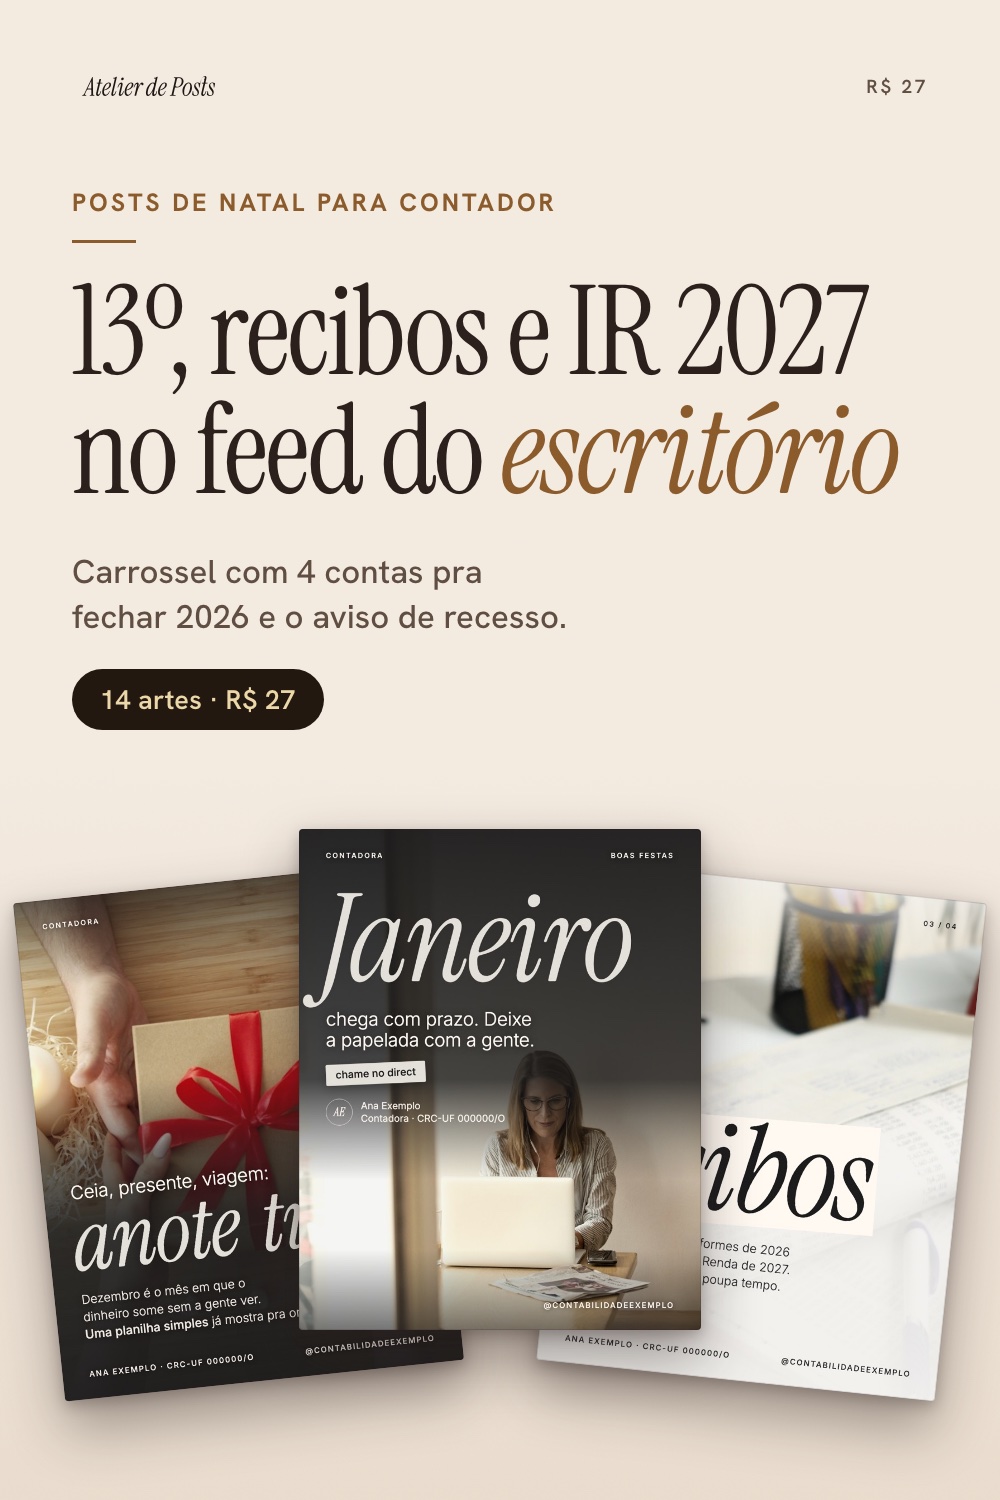 Atelier de Posts
R$ 27
POSTS DE NATAL PARA CONTADOR
13º, recibos e IR 2027
no feed do escritório
Carrossel com 4 contas pra
fechar 2026 e o aviso de recesso.
14 artes · R$ 27
CONTADORA
Ceia, presente, viagem:
anote
Dezembro é o mês em que o
dinheiro some sem a gente ver.
Uma planilha simples já mostra pra
ANA EXEMPLO · CRC-UF 000000/O
@CONTABILIDADEEXEMPLO
CONTADORA
BOAS FESTAS
Janeiro
chega com prazo. Deixe
a papelada com a gente.
chame no direct
AE
Ana Exemplo
Contadora · CRC-UF 000000/O
@CONTABILIDADEEXEMPLO
03 / 04
ibos
formes de 2026
Renda de 2027.
poupa tempo.
ANA EXEMPLO · CRC-UF 000000/O
@CONTABILIDADEEXEMPLO